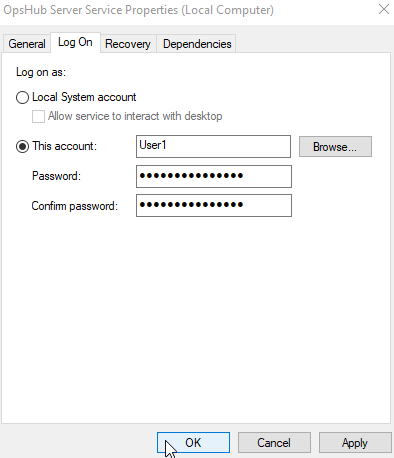 OpsHub Server Service Properties (Local Computer)
General Log On Recovery Dependencies
Log on as:
Local System account
Allow service to interact with desktop
This account: User1 Browse...
Password: ●●●●●●●●●●●●●●●
Confirm password: ●●●●●●●●●●●●●●●
OK Cancel Apply